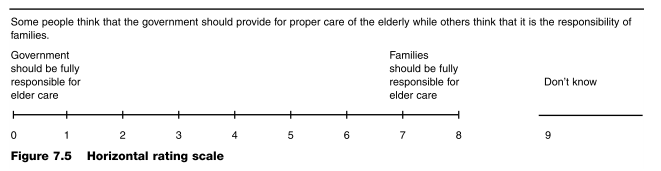 Some people think that the government should provide for proper care of the elderly while others think that it is the responsibility of
families.
Government
should be fully
responsible for
elder care
Families
should be fully
responsible for
elder care
Don't know
0 1 2 3 4 5 6 7 8 9
Figure 7.5 Horizontal rating scale